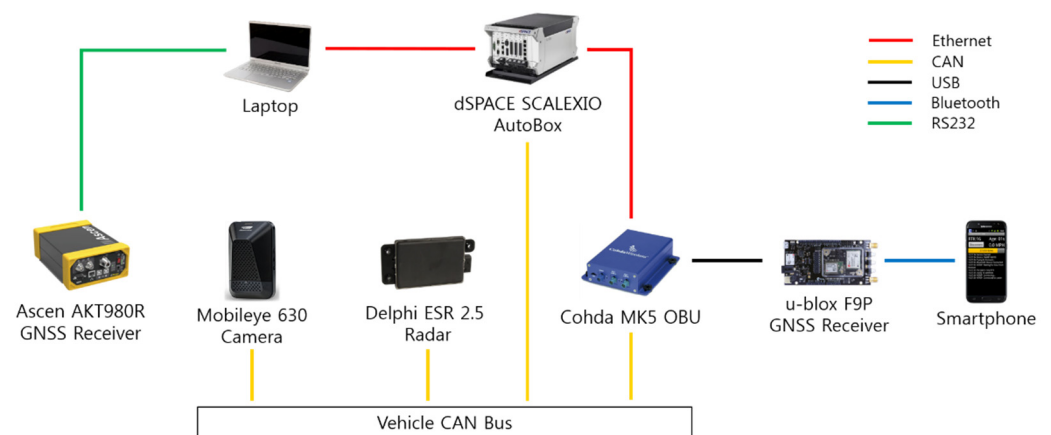 Laptop
dSPACE SCALEXIO
AutoBox
Ethernet
CAN
USB
Bluetooth
RS232
Ascen
Ascen AKT980R
GNSS Receiver
Mobileye 630
Camera
Delphi ESR 2.5
Radar
Cohda MK5 OBU
u-blox F9P
GNSS Receiver
Smartphone
Vehicle CAN Bus